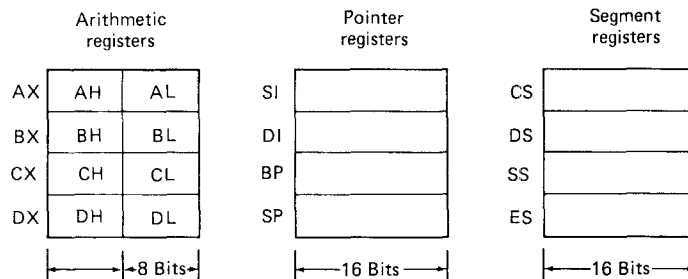 Arithmetic
registers
Pointer
registers
Segment
registers
AX AH AL
BX BH BL
CX CH CL
DX DH DL
8 Bits
SI
DI
BP
SP
16 Bits
CS
DS
SS
ES
16 Bits